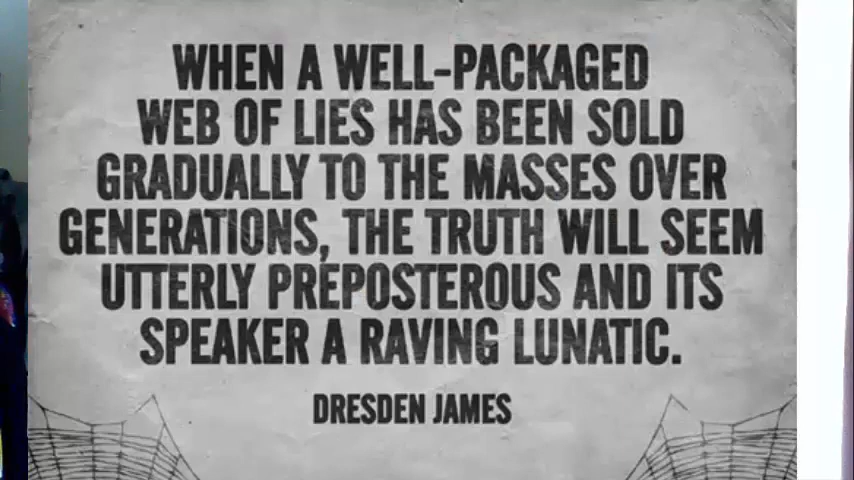 WHEN A WELL-PACKAGED
WEB OF LIES HAS BEEN SOLD
GRADUALLY TO THE MASSES OVER
GENERATIONS, THE TRUTH WILL SEEM
UTTERLY PREPOSTEROUS AND ITS
SPEAKER A RAVING LUNATIC.
DRESDEN JAMES